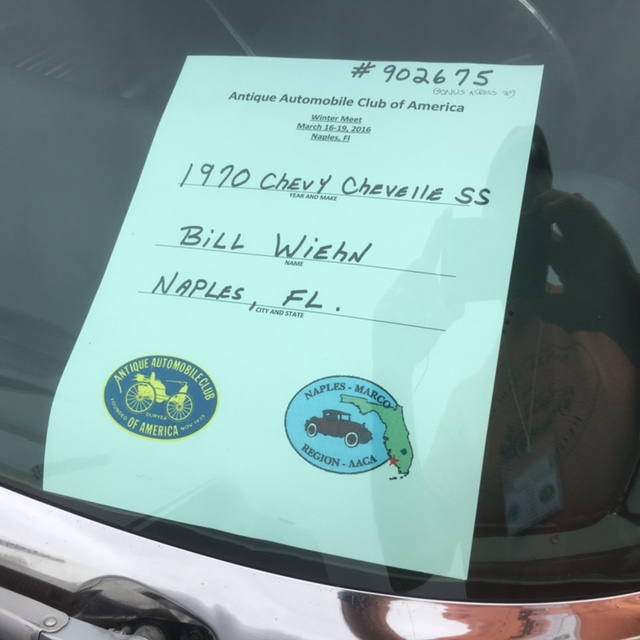 # 902675
Antique Automobile Club of America
Winter Meet
March 16-19, 2016
Naples, Fl
1970 Chevy Chevelle SS
YEAR AND MAKE
Bill Wiehn
NAME
Naples, FL.
CITY AND STATE
ANTIQUE AUTOMOBILE CLUB
OF AMERICA
DURYEA
NAPLES - MARCO
REGION - AACA